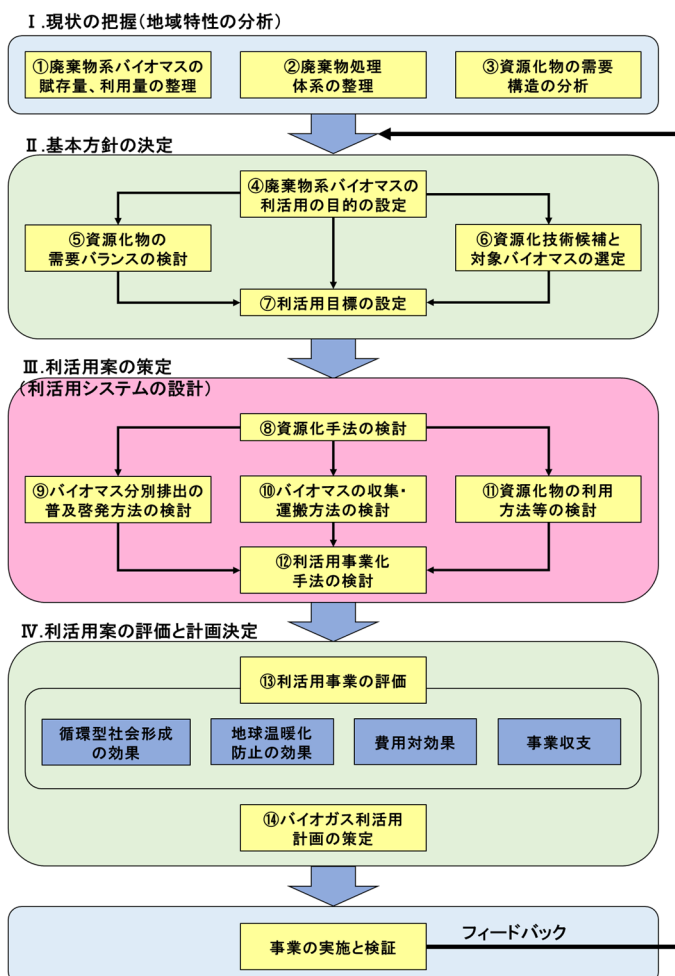 Ⅰ.現状の把握(地域特性の分析)
①廃棄物系バイオマスの
賦存量、利用量の整理
②廃棄物処理
体系の整理
③資源化物の需要
構造の分析
Ⅱ.基本方針の決定
④廃棄物系バイオマスの
利活用の目的の設定
⑤資源化物の
需要バランスの検討
⑥資源化技術候補と
対象バイオマスの選定
⑦利活用目標の設定
Ⅲ.利活用案の策定
(利活用システムの設計)
⑧資源化手法の検討
⑨バイオマス分別排出の
普及啓発方法の検討
⑩バイオマスの収集・
運搬方法の検討
⑪資源化物の利用
方法等の検討
⑫利活用事業化
手法の検討
Ⅳ.利活用案の評価と計画決定
⑬利活用事業の評価
循環型社会形成
の効果
地球温暖化
防止の効果
費用対効果
事業収支
⑭バイオガス利活用
計画の策定
事業の実施と検証
フィードバック